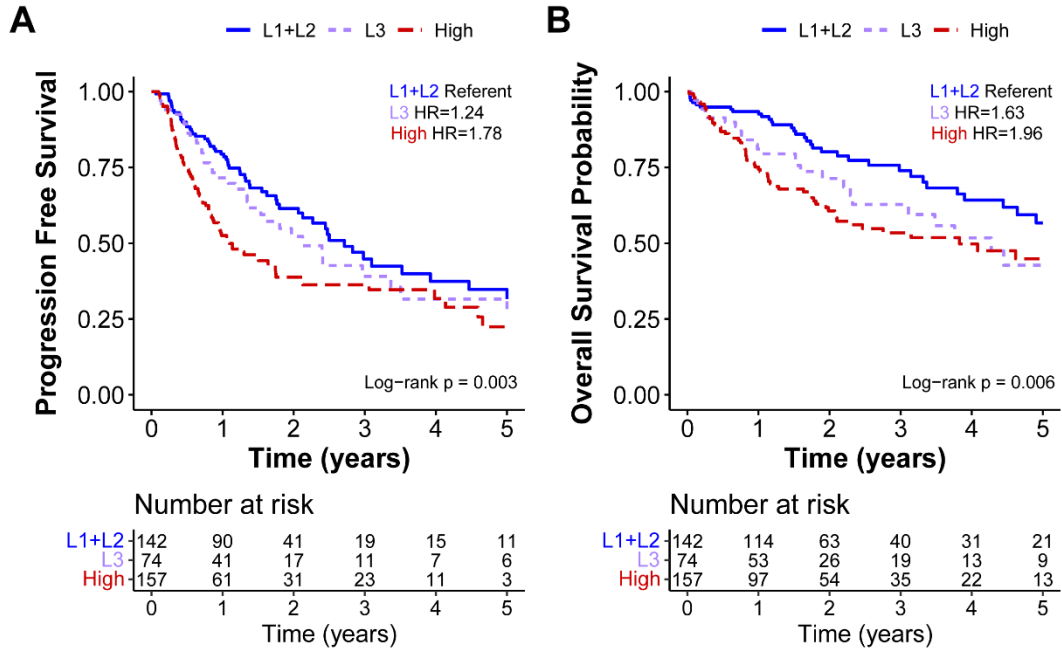 A
L1+L2 L3 High
Progression Free Survival
1.00
0.75
0.50
0.25
0.00
L1+L2 Referent
L3 HR=1.24
High HR=1.78
Log−rank p = 0.003
0 1 2 3 4 5
Time (years)
Number at risk
L1+L2 142 90 41 19 15 11
L3 74 41 17 11 7 6
High 157 61 31 23 11 3
0 1 2 3 4 5
Time (years)
B
L1+L2 L3 High
Overall Survival Probability
1.00
0.75
0.50
0.25
0.00
L1+L2 Referent
L3 HR=1.63
High HR=1.96
Log−rank p = 0.006
0 1 2 3 4 5
Time (years)
Number at risk
L1+L2 142 114 63 40 31 21
L3 74 53 26 19 13 9
High 157 97 54 35 22 13
0 1 2 3 4 5
Time (years)